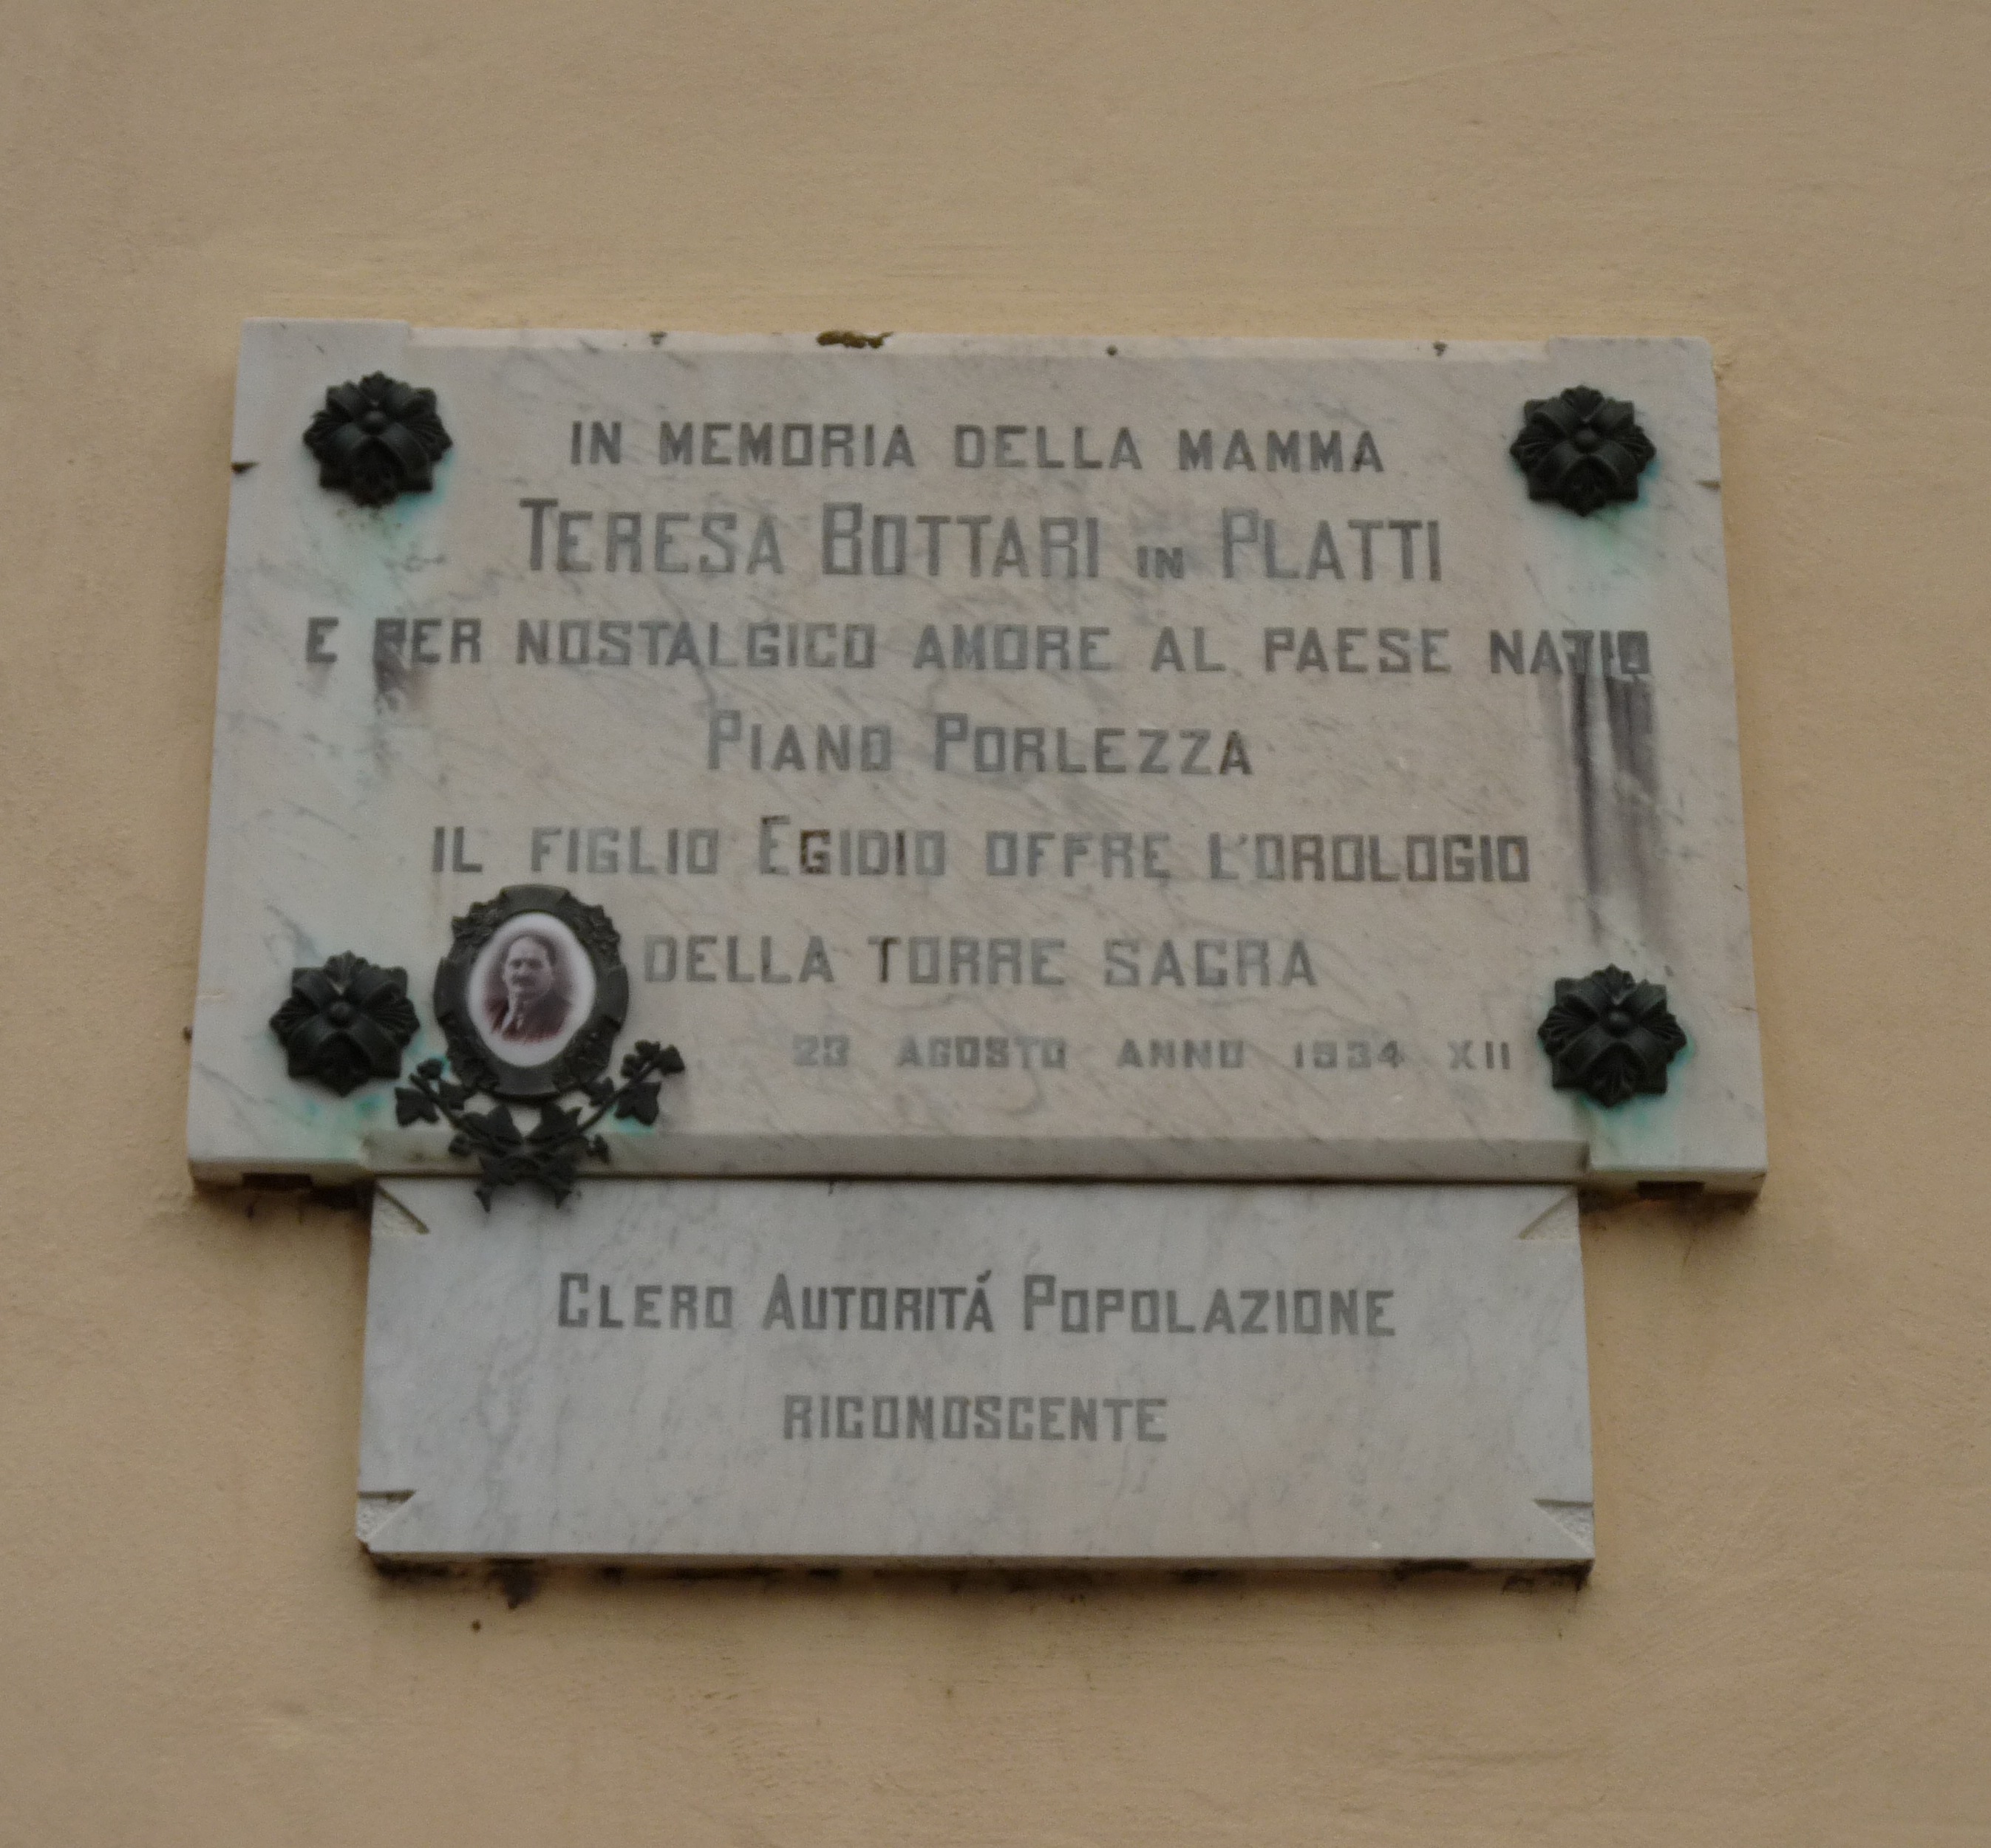 IN MEMORIA DELLA MAMMA
TERESA BOTTARI IN PLATTI
E PER NOSTALGICO AMORE AL PAESE NATIO
PIANO PORLEZZA
IL FIGLIO EGIDIO OFFRE L'OROLOGIO
DELLA TORRE SACRA
23 AGOSTO ANNO 1934 XII
CLERO AUTORITÁ POPOLAZIONE
RICONOSCENTE